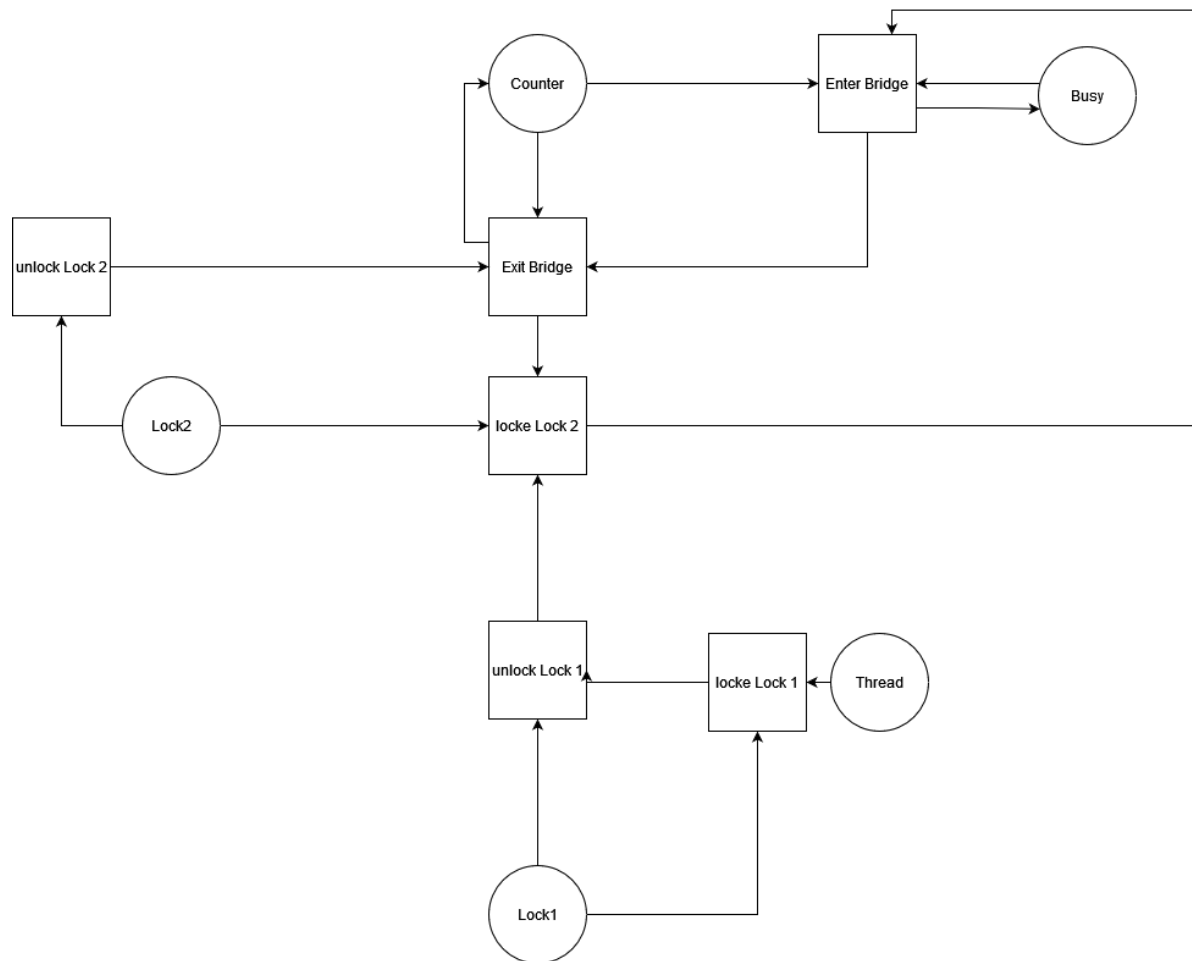 Counter
Enter Bridge
Busy
unlock Lock 2
Exit Bridge
Lock2
locke Lock 2
unlock Lock 1
locke Lock 1
Thread
Lock1